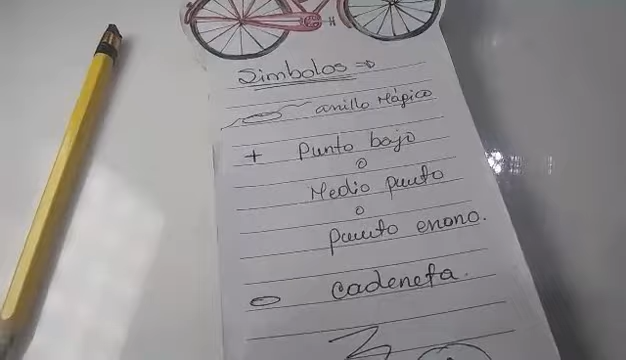 Simbolos →
anillo Mágico
+ Punto bajo
o
Medio punto
o
punto enano.
cadeneta.